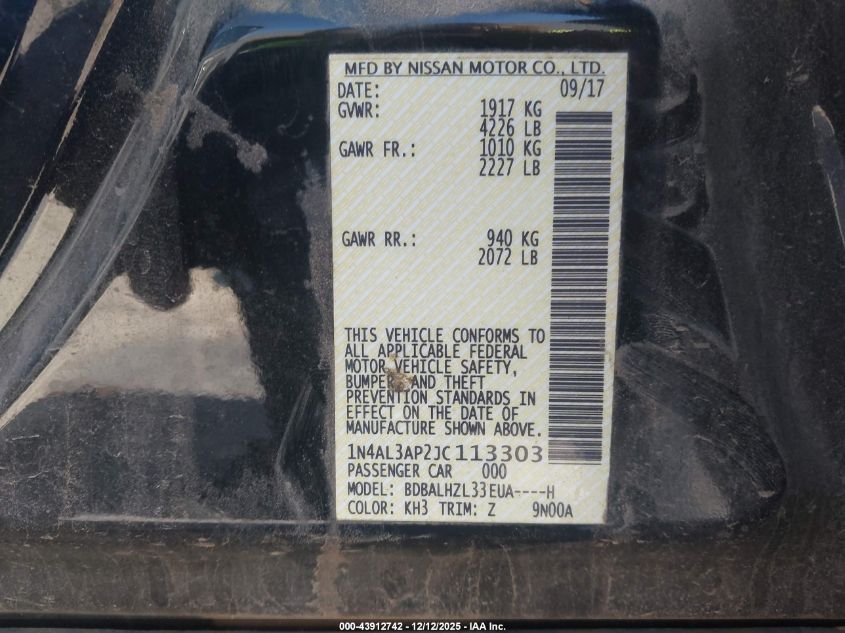 MFD BY NISSAN MOTOR CO., LTD.
DATE: 09/17
GVWR: 1917 KG
4226 LB
GAWR FR.: 1010 KG
2227 LB
GAWR RR.: 940 KG
2072 LB
THIS VEHICLE CONFORMS TO
ALL APPLICABLE FEDERAL
MOTOR VEHICLE SAFETY,
BUMPER AND THEFT
PREVENTION STANDARDS IN
EFFECT ON THE DATE OF
MANUFACTURE SHOWN ABOVE.
1N4AL3AP2JC113303
PASSENGER CAR 000
MODEL: BDBALHZL33EUA----H
COLOR: KH3 TRIM: Z 9N00A
000-43912742 - 12/12/2025 - IAA Inc.